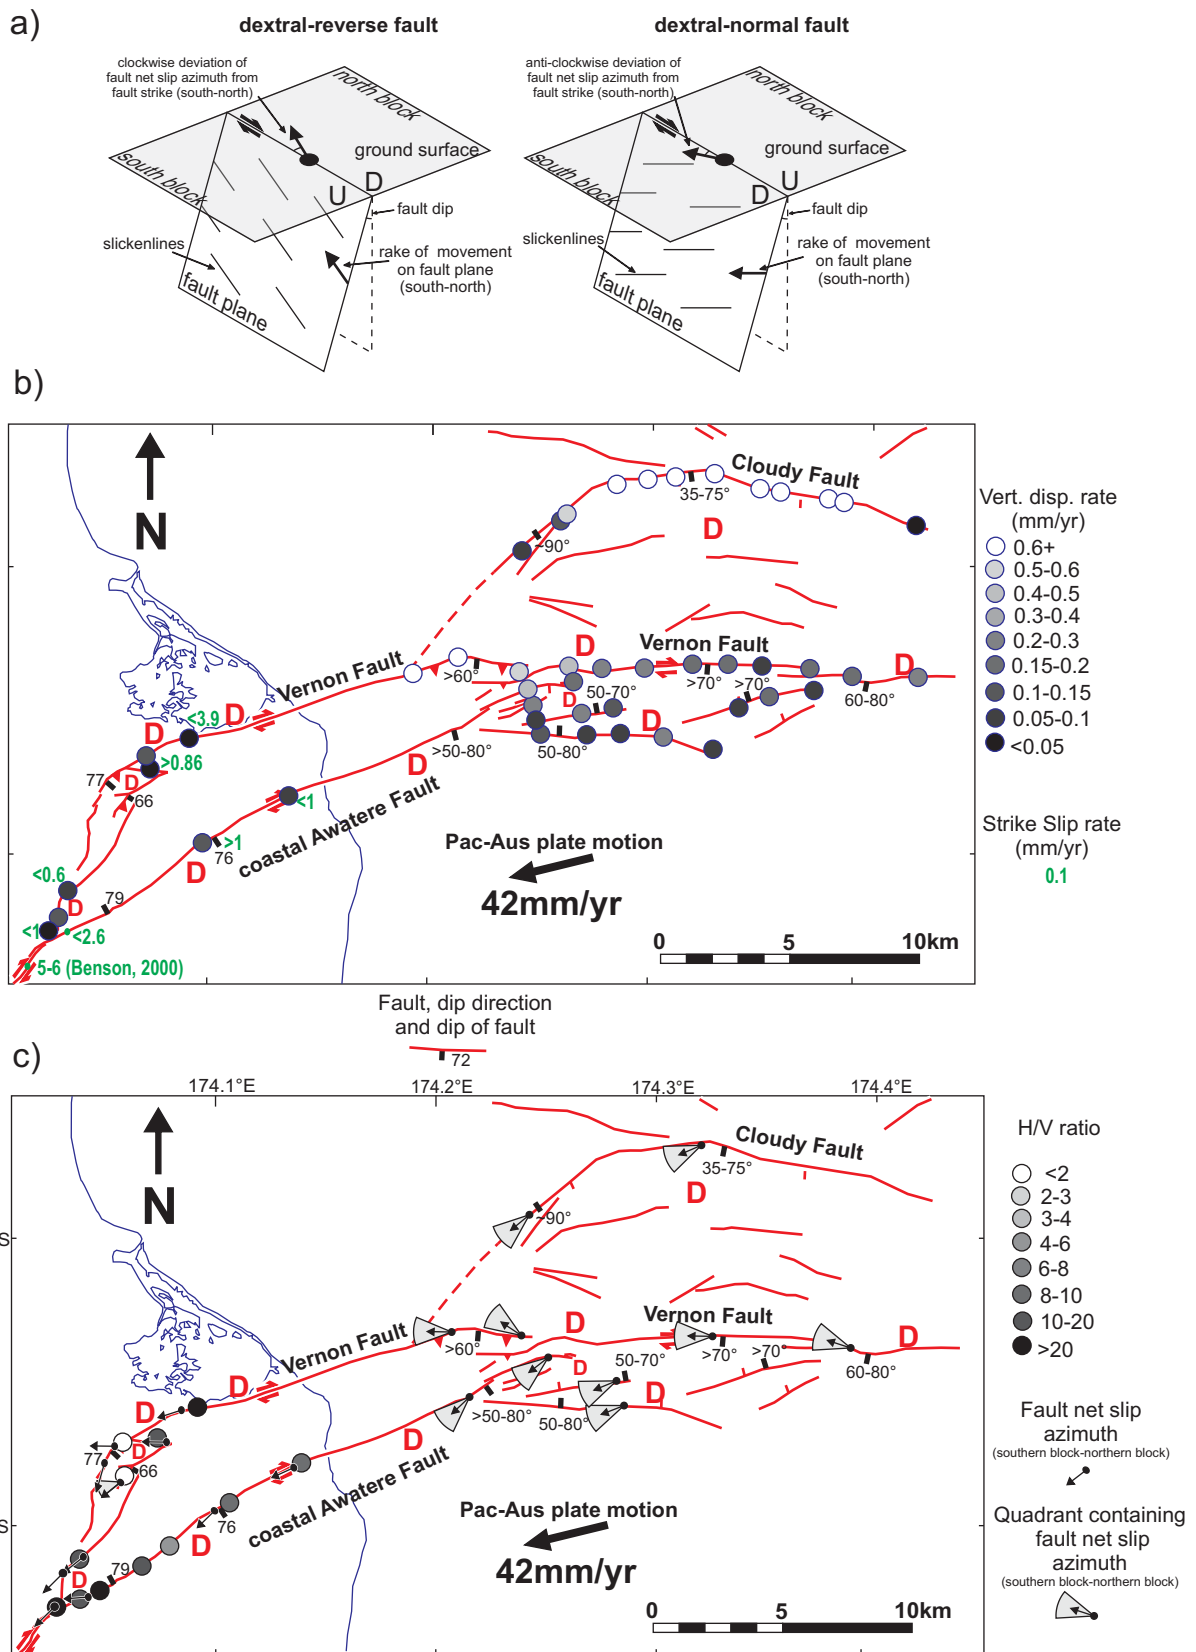 a)
dextral-reverse fault
dextral-normal fault
clockwise deviation of
fault net slip azimuth from
fault strike (south-north)
north block
south block
ground surface
U
D
fault dip
slickenlines
rake of movement
on fault plane
(south-north)
fault plane
anti-clockwise deviation of
fault net slip azimuth from
fault strike (south-north)
north block
south block
ground surface
D
U
fault dip
slickenlines
rake of movement
on fault plane
(south-north)
fault plane
b)
N
Cloudy Fault
35-75°
D
~90°
Vernon Fault
D
Vernon Fault
D
>60°
>70°
>70°
60-80°
50-70°
D
D
50-80°
>50-80°
D
<3.9
D
D
>0.86
77
D
66
<1
>1
76
D
coastal Awatere Fault
Pac-Aus plate motion
42mm/yr
<0.6
79
D
<1
<2.6
5-6 (Benson, 2000)
0
5
10km
Vert. disp. rate
(mm/yr)
0.6+
0.5-0.6
0.4-0.5
0.3-0.4
0.2-0.3
0.15-0.2
0.1-0.15
0.05-0.1
<0.05
Strike Slip rate
(mm/yr)
0.1
Fault, dip direction
and dip of fault
72
c)
174.1°E
174.2°E
174.3°E
174.4°E
N
Cloudy Fault
35-75°
D
~90°
S
Vernon Fault
D
Vernon Fault
D
>60°
>70°
>70°
60-80°
50-70°
D
D
50-80°
>50-80°
D
D
D
77
D
66
76
D
coastal Awatere Fault
Pac-Aus plate motion
42mm/yr
S
79
D
0
5
10km
H/V ratio
<2
2-3
3-4
4-6
6-8
8-10
10-20
>20
Fault net slip
azimuth
(southern block-northern block)
Quadrant containing
fault net slip
azimuth
(southern block-northern block)